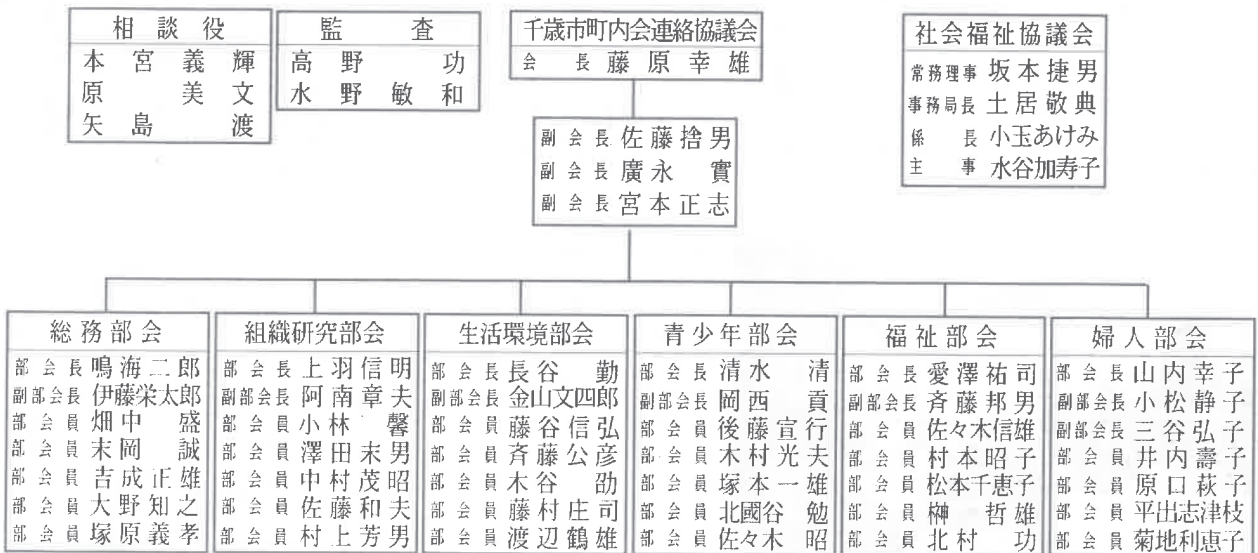 相談役
本宮義輝
原美文
矢島渡
監査
高野功
水野敏和
千歳市町内会連絡協議会
会長 藤原幸雄
副会長 佐藤捨男
副会長 廣永實
副会長 宮本正志
社会福祉協議会
常務理事 坂本捷男
事務局長 土居敬典
係長 小玉あけみ
主事 水谷加寿子
総務部会
部会長 鳴海二郎
副部会長 伊藤栄太郎
部会員 畑中盛
部会員 末岡誠
部会員 吉成正雄
部会員 大野知之
部会員 塚原義孝
組織研究部会
部会長 上羽信明
副部会長 阿南章夫
部会員 小林馨
部会員 澤田末男
部会員 中村茂昭
部会員 佐藤和夫
部会員 村上芳男
生活環境部会
部会長 長谷勤
副部会長 金山文四郎
部会員 藤谷信弘
部会員 斉藤公彦
部会員 木谷劭
部会員 藤村庄司
部会員 渡辺鶴雄
青少年部会
部会長 清水清
副部会長 岡西貢
部会員 後藤宣行
部会員 木村光夫
部会員 塚本一雄
部会員 北國谷勉
部会員 佐々木昭
福祉部会
部会長 愛澤祐司
副部会長 斉藤邦男
部会員 佐々木信雄
部会員 村本昭子
部会員 松本千恵子
部会員 榊哲雄
部会員 北村功
婦人部会
部会長 山内幸子
副部会長 小松静子
副部会長 三谷弘子
部会員 井内壽子
部会員 原口萩子
部会員 平出志津枝
部会員 菊地利恵子